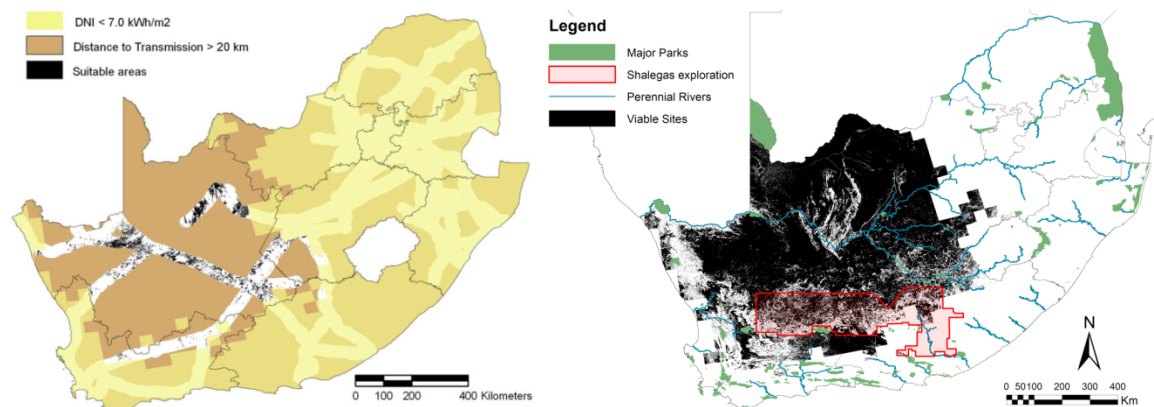 DNI < 7.0 kWh/m2
Distance to Transmission > 20 km
Suitable areas
0 100 200 400 Kilometers
Legend
Major Parks
Shalegas exploration
Perennial Rivers
Viable Sites
N
0 50100 200 300 400
Km